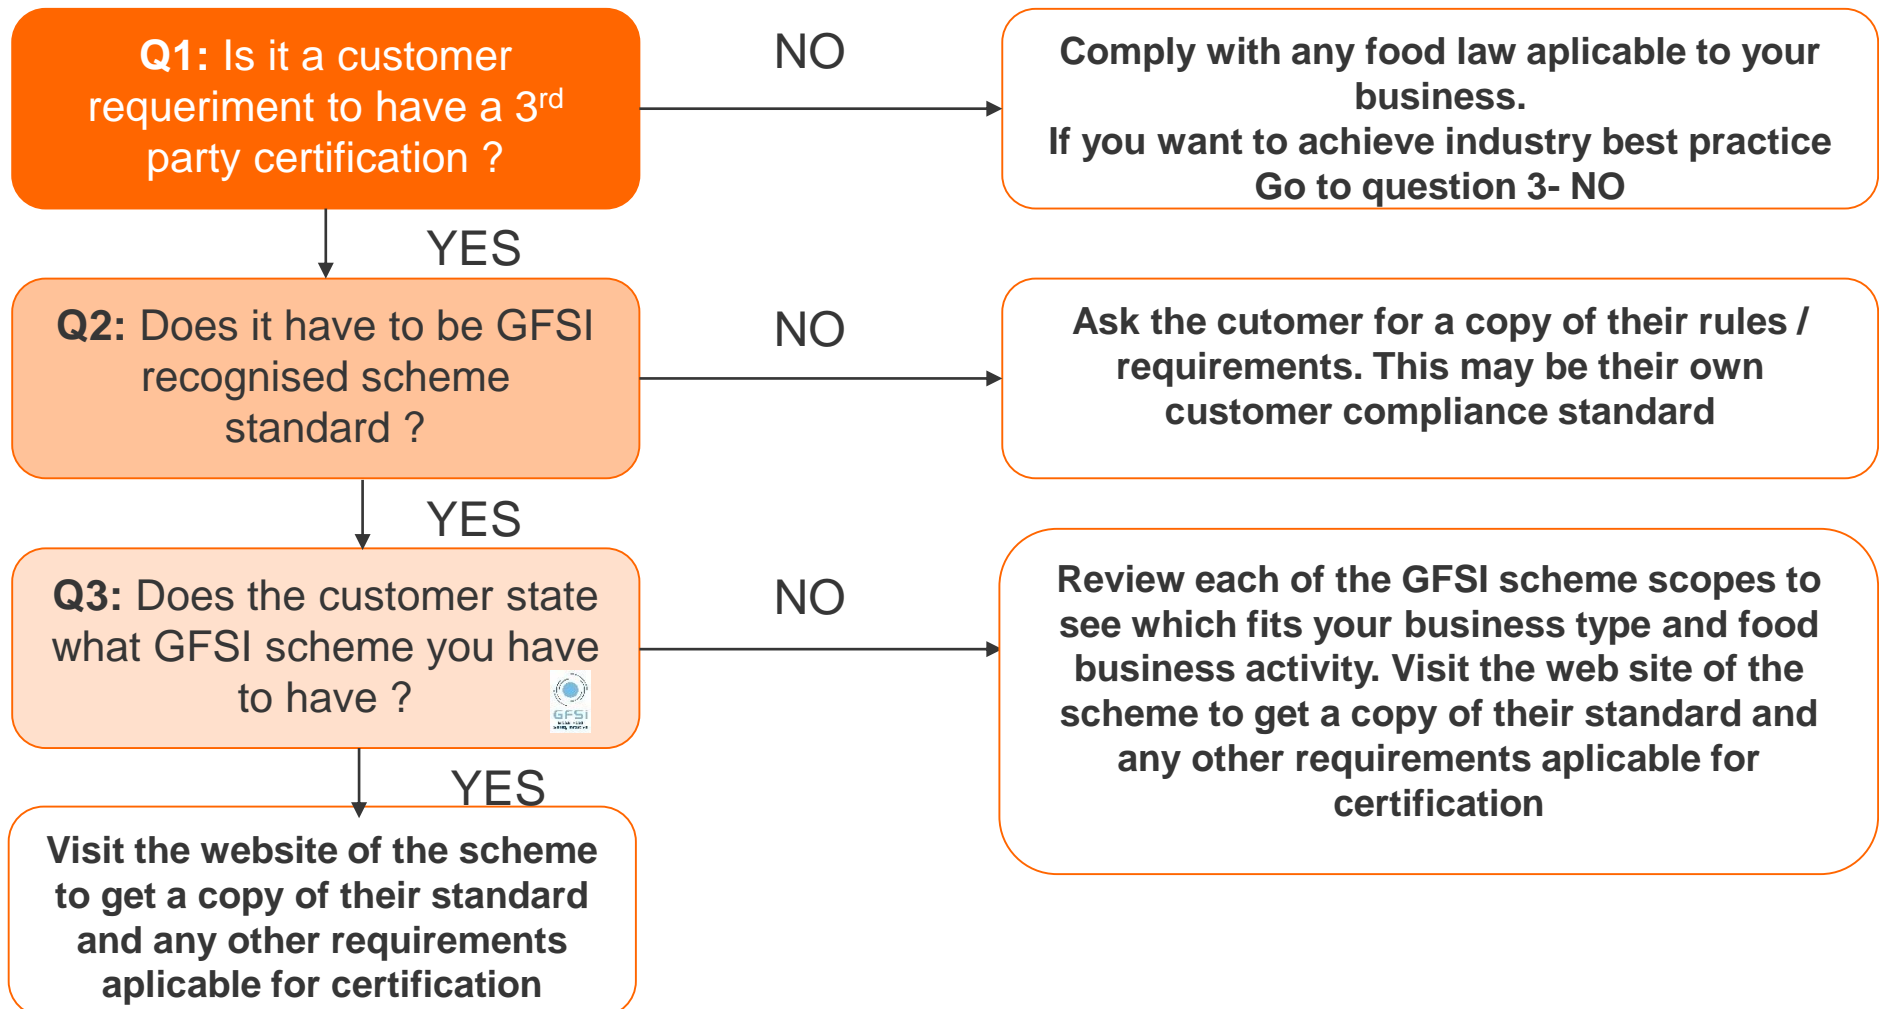 Q1: Is it a customer
requeriment to have a 3rd
party certification ?
NO
Comply with any food law aplicable to your
business.
If you want to achieve industry best practice
Go to question 3- NO
YES
Q2: Does it have to be GFSI
recognised scheme
standard ?
NO
Ask the cutomer for a copy of their rules /
requirements. This may be their own
customer compliance standard
YES
Q3: Does the customer state
what GFSI scheme you have
to have ?
GFSi
NO
Review each of the GFSI scheme scopes to
see which fits your business type and food
business activity. Visit the web site of the
scheme to get a copy of their standard and
any other requirements aplicable for
certification
YES
Visit the website of the scheme
to get a copy of their standard
and any other requirements
aplicable for certification